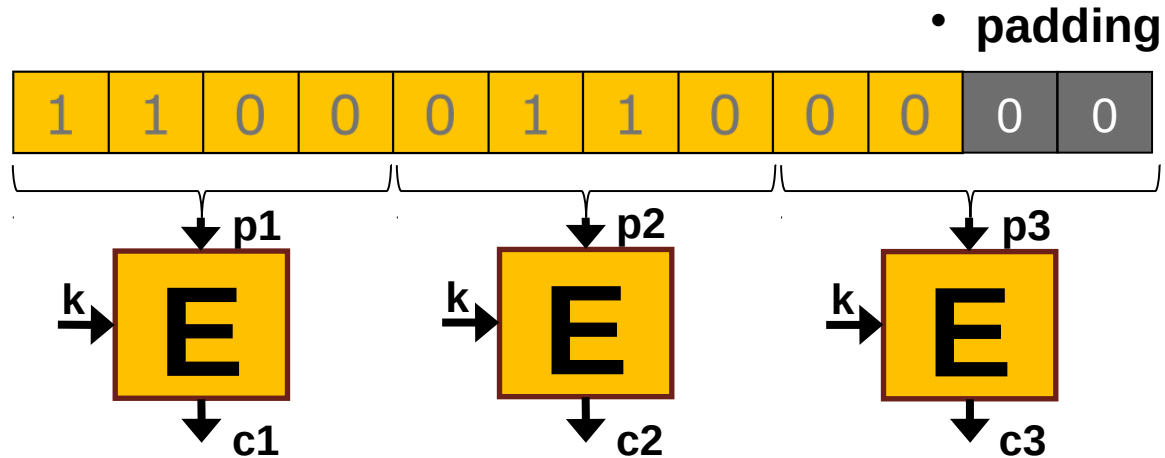 • padding
1 1 0 0 0 1 1 0 0 0 0 0
p1 p2 p3
k k k
E E E
c1 c2 c3